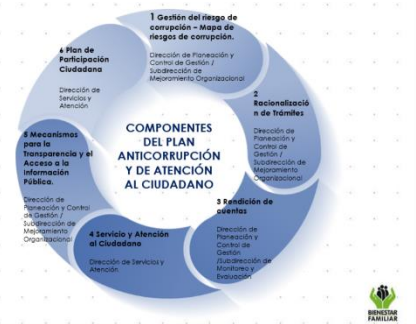 1 Gestión del riesgo de
corrupción – Mapa de
riesgos de corrupción.
Dirección de Planeación y
Control de Gestión /
Subdirección de
Mejoramiento Organizacional
2
Racionalizació
n de Trámites
Dirección de
Planeación y
Control de
Gestión /
Subdirección de
Mejoramiento
Organizacional
3 Rendición de
cuentas
Dirección de
Planeación y
Control de
Gestión
/Subdirección de
Monitoreo y
Evaluación
4 Servicio y Atención
al Ciudadano
Dirección de Servicios y
Atención
5 Mecanismos
para la
Transparencia y el
Acceso a la
Información
Pública.
Dirección de
Planeación y Control
de Gestión /
Subdirección de
Mejoramiento
Organizacional
6 Plan de
Participación
Ciudadana
Dirección de
Servicios y
Atención
COMPONENTES
DEL PLAN
ANTICORRUPCIÓN
Y DE ATENCIÓN
AL CIUDADANO
BIENESTAR
FAMILIAR